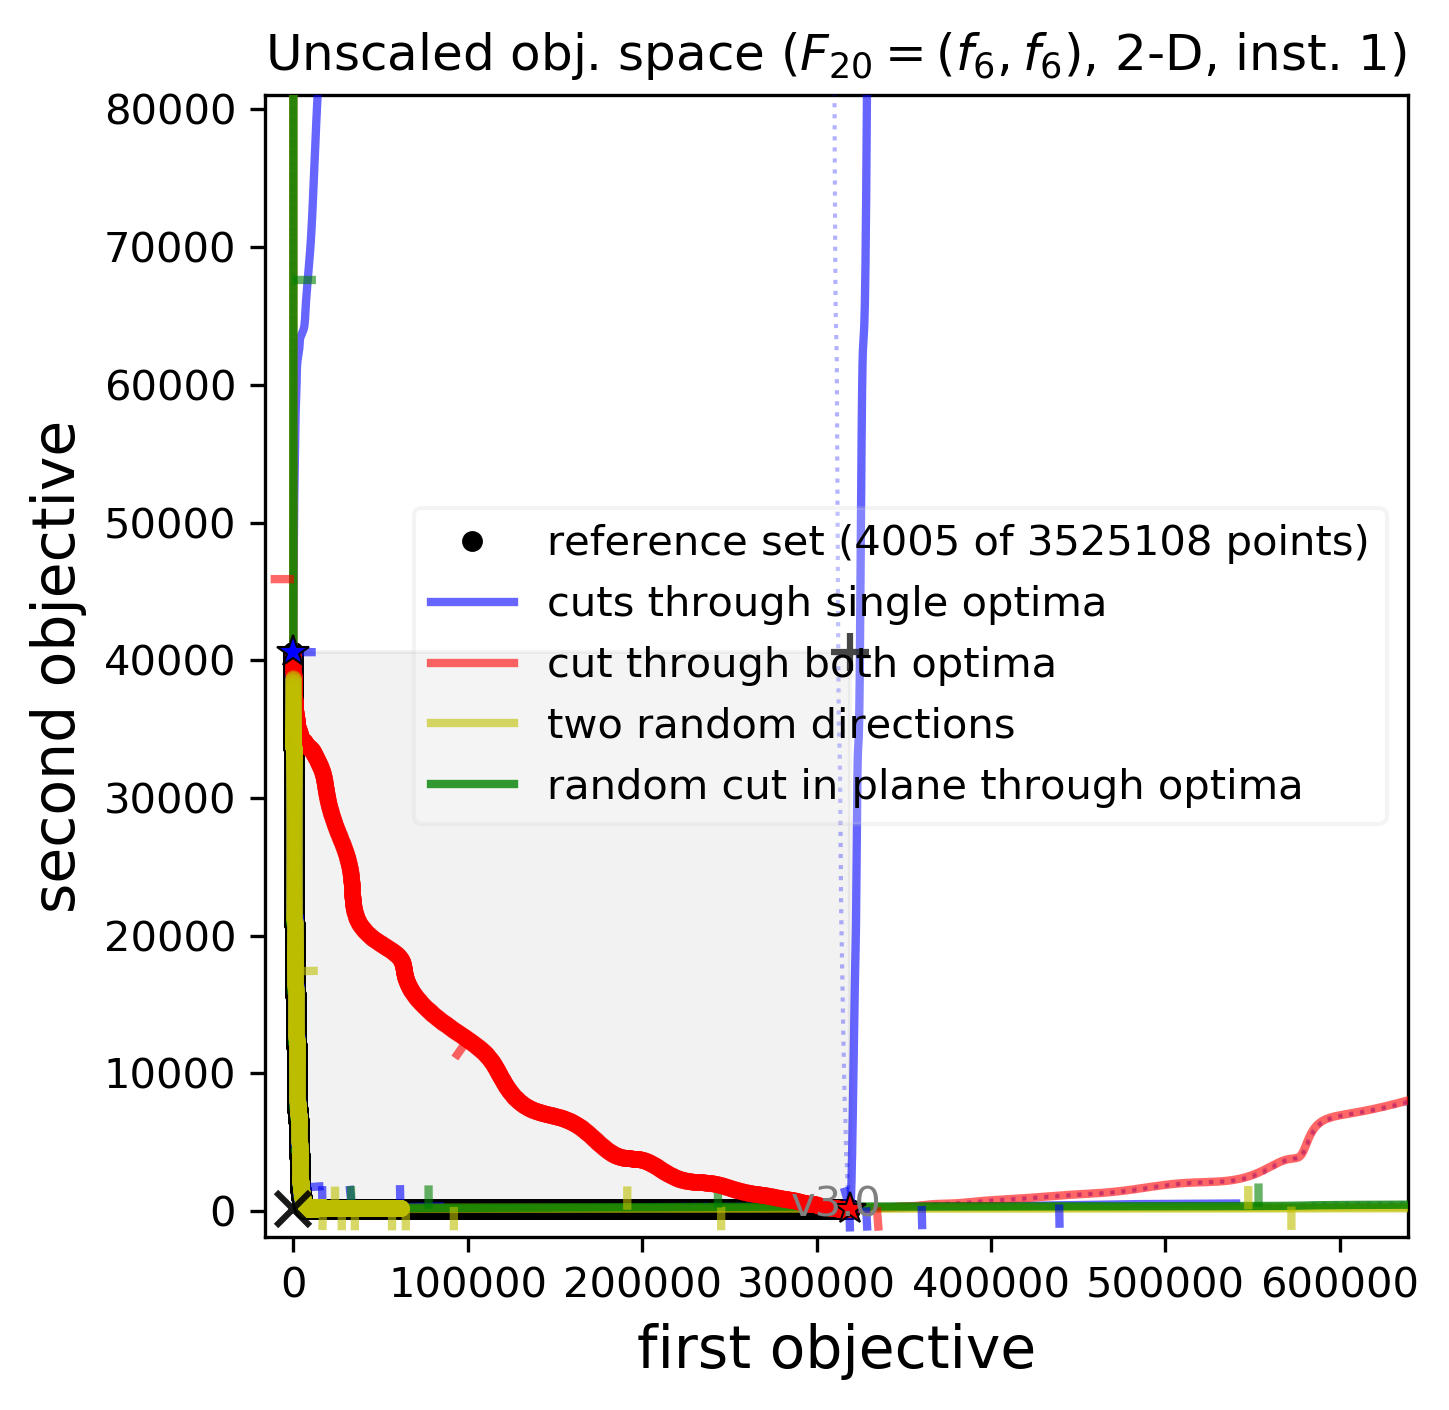 Unscaled obj. space (F₂₀ = (f₆, f₆), 2-D, inst. 1)
80000
70000
60000
50000
40000
30000
20000
10000
0
second objective
reference set (4005 of 3525108 points)
cuts through single optima
cut through both optima
two random directions
random cut in plane through optima
v3.0
0
100000
200000
300000
400000
500000
600000
first objective